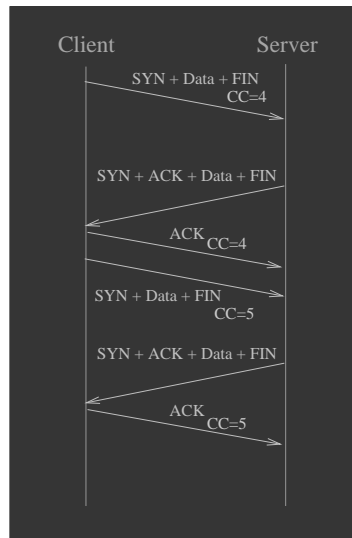 Client Server
SYN + Data + FIN
CC=4
SYN + ACK + Data + FIN
ACK
CC=4
SYN + Data + FIN
CC=5
SYN + ACK + Data + FIN
ACK
CC=5